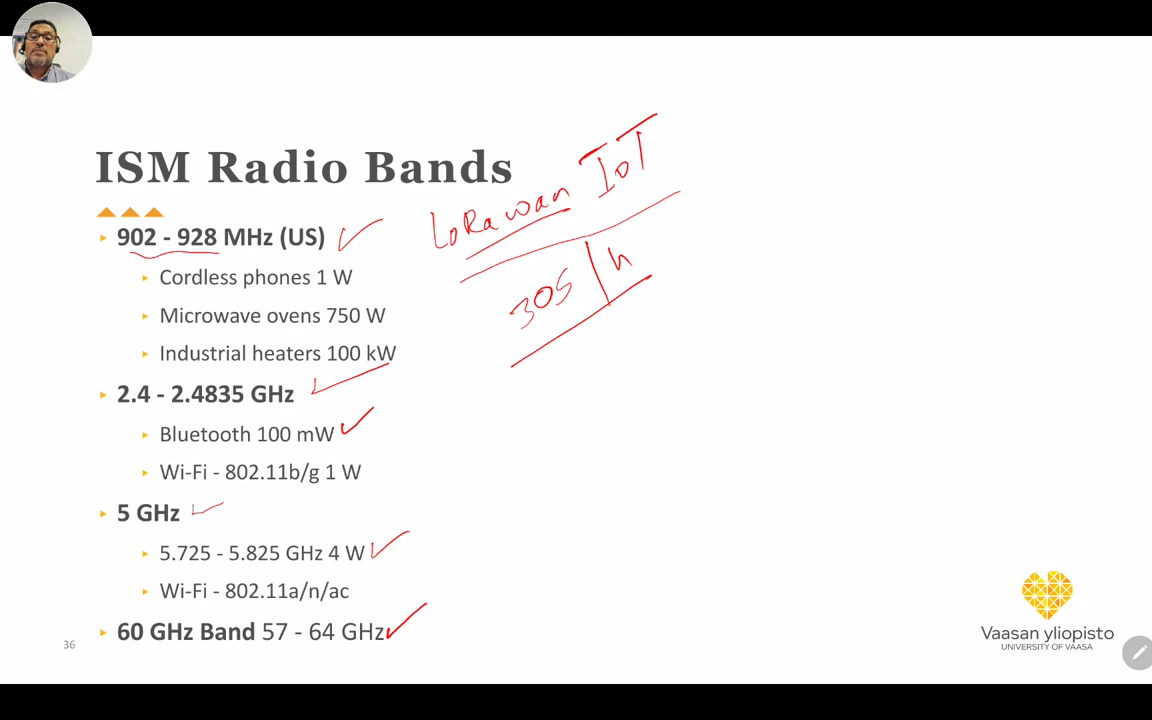 ISM Radio Bands
LoRawan IoT
30s / h
902 - 928 MHz (US)
Cordless phones 1 W
Microwave ovens 750 W
Industrial heaters 100 kW
2.4 - 2.4835 GHz
Bluetooth 100 mW
Wi-Fi - 802.11b/g 1 W
5 GHz
5.725 - 5.825 GHz 4 W
Wi-Fi - 802.11a/n/ac
60 GHz Band 57 - 64 GHz
36
Vaasan yliopisto
UNIVERSITY OF VAASA